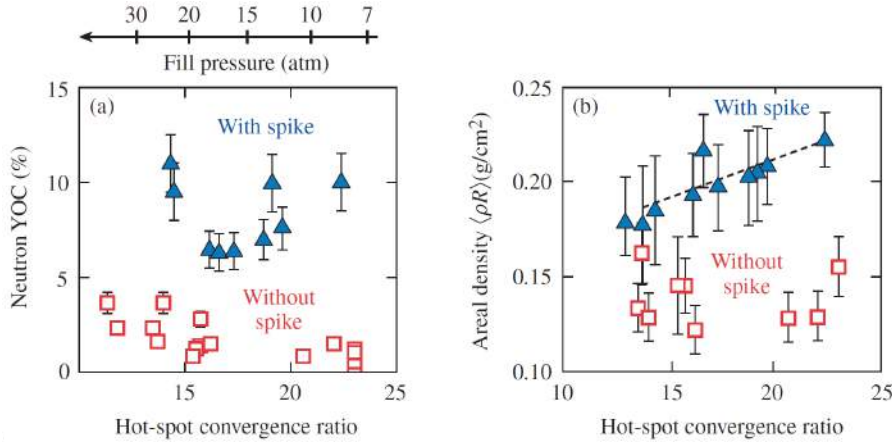 30 20 10 7
Fill pressure (atm)
15
10
5
0
Neutron YOC (%)
(a)
With spike
Without
spike
15 20 25
Hot-spot convergence ratio
0.25
0.20
0.15
0.10
Areal density ⟨ρR⟩(g/cm²)
(b)
With spike
Without
spike
10 15 20 25
Hot-spot convergence ratio